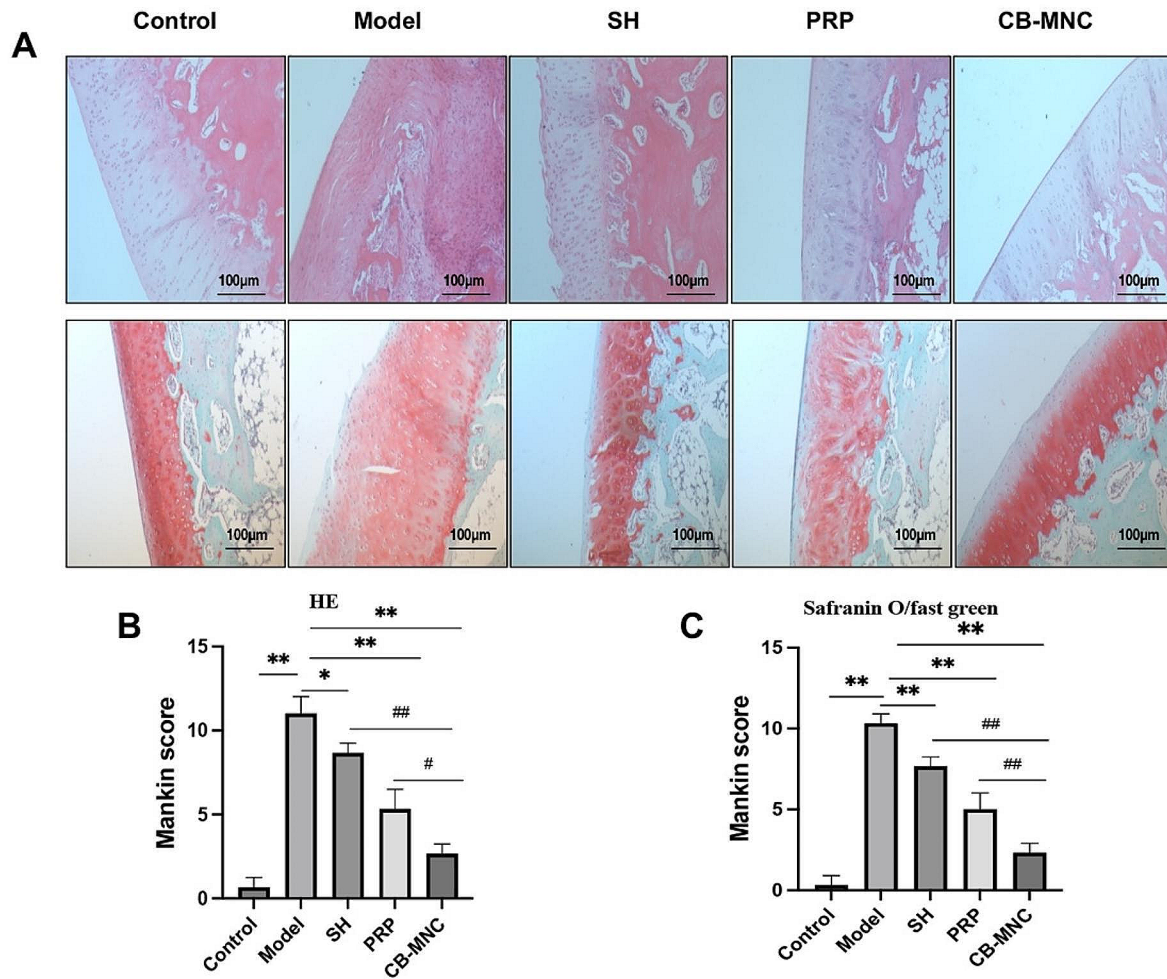 Control Model SH PRP CB-MNC
A
100μm 100μm 100μm 100μm 100μm
100μm 100μm 100μm 100μm 100μm
B
HE
**
**
**
*
##
#
Mankin score
15
10
5
0
Control Model SH PRP CB-MNC
C
Safranin O/fast green
**
**
**
**
##
##
Mankin score
15
10
5
0
Control Model SH PRP CB-MNC